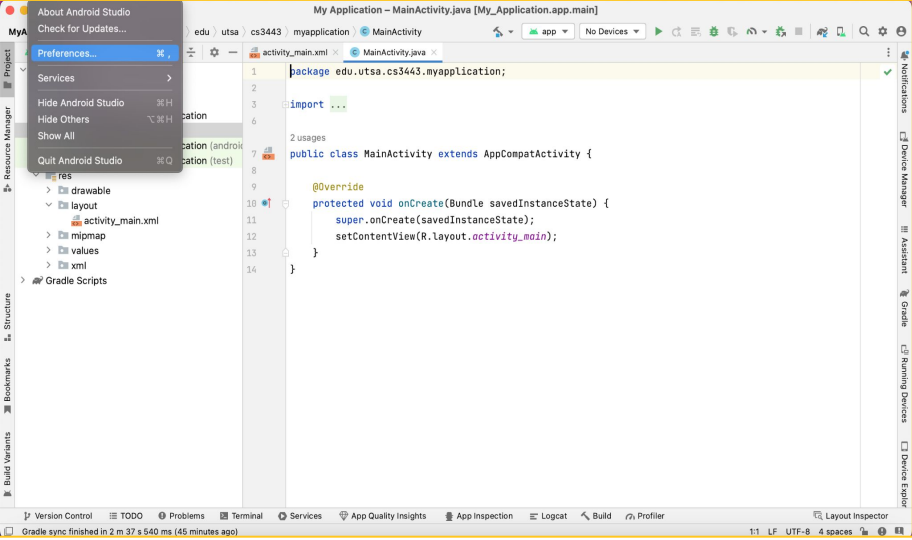 My Application – MainActivity.java [My_Application.app.main]
About Android Studio
Check for Updates...
Preferences... ⌘ ,
Services
Hide Android Studio ⌘H
Hide Others ⌥⌘H
Show All
Quit Android Studio ⌘Q
MyA edu utsa cs3443 myapplication MainActivity
app No Devices
activity_main.xml MainActivity.java
Project
Resource Manager
Structure
Bookmarks
Build Variants
cation
cation (android
cation (test)
res
drawable
layout
activity_main.xml
mipmap
values
xml
Gradle Scripts
1 package edu.utsa.cs3443.myapplication;
2
3 import ...
6
2 usages
7 public class MainActivity extends AppCompatActivity {
8
9 @Override
10 protected void onCreate(Bundle savedInstanceState) {
11 super.onCreate(savedInstanceState);
12 setContentView(R.layout.activity_main);
13 }
14 }
Notifications
Device Manager
Assistant
Gradle
Running Devices
Device Explor
Version Control TODO Problems Terminal Services App Quality Insights App Inspection Logcat Build Profiler Layout Inspector
Gradle sync finished in 2 m 37 s 540 ms (45 minutes ago) 1:1 LF UTF-8 4 spaces